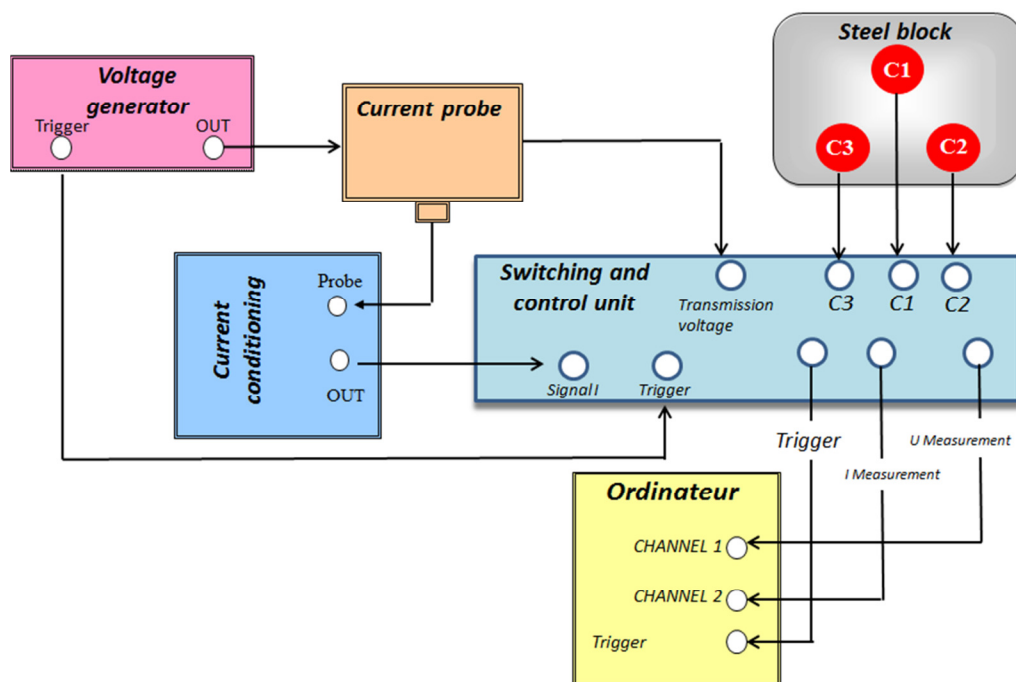 Voltage
generator
Trigger
OUT
Current probe
Steel block
C1
C3
C2
Current
conditioning
Probe
OUT
Switching and
control unit
Transmission
voltage
C3
C1
C2
Signal I
Trigger
Trigger
I Measurement
U Measurement
Ordinateur
CHANNEL 1
CHANNEL 2
Trigger